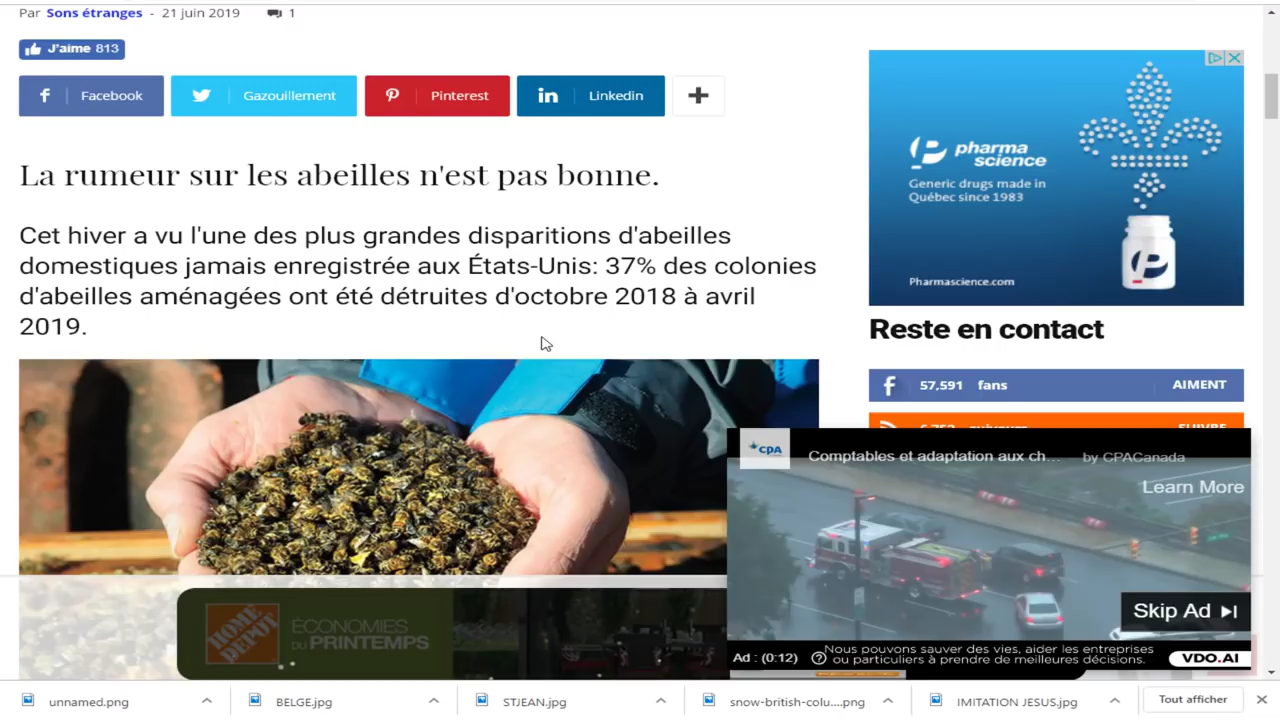 Par Sons étranges - 21 juin 2019 1
J'aime 813
Facebook
Gazouillement
Pinterest
Linkedin
La rumeur sur les abeilles n'est pas bonne.
Cet hiver a vu l'une des plus grandes disparitions d'abeilles
domestiques jamais enregistrée aux États-Unis: 37% des colonies
d'abeilles aménagées ont été détruites d'octobre 2018 à avril
2019.
pharma
science
Generic drugs made in
Québec since 1983
Pharmascience.com
Reste en contact
57,591 fans AIMENT
SUIVRE
CPA
Comptables et adaptation aux ch... by CPACanada
Learn More
Skip Ad
Ad : (0:12)
Nous pouvons sauver des vies, aider les entreprises
ou particuliers à prendre de meilleures décisions.
VDO.AI
THE HOME DEPOT
ÉCONOMIES
DU PRINTEMPS
unnamed.png
BELGE.jpg
STJEAN.jpg
snow-british-colu....png
IMITATION JESUS.jpg
Tout afficher